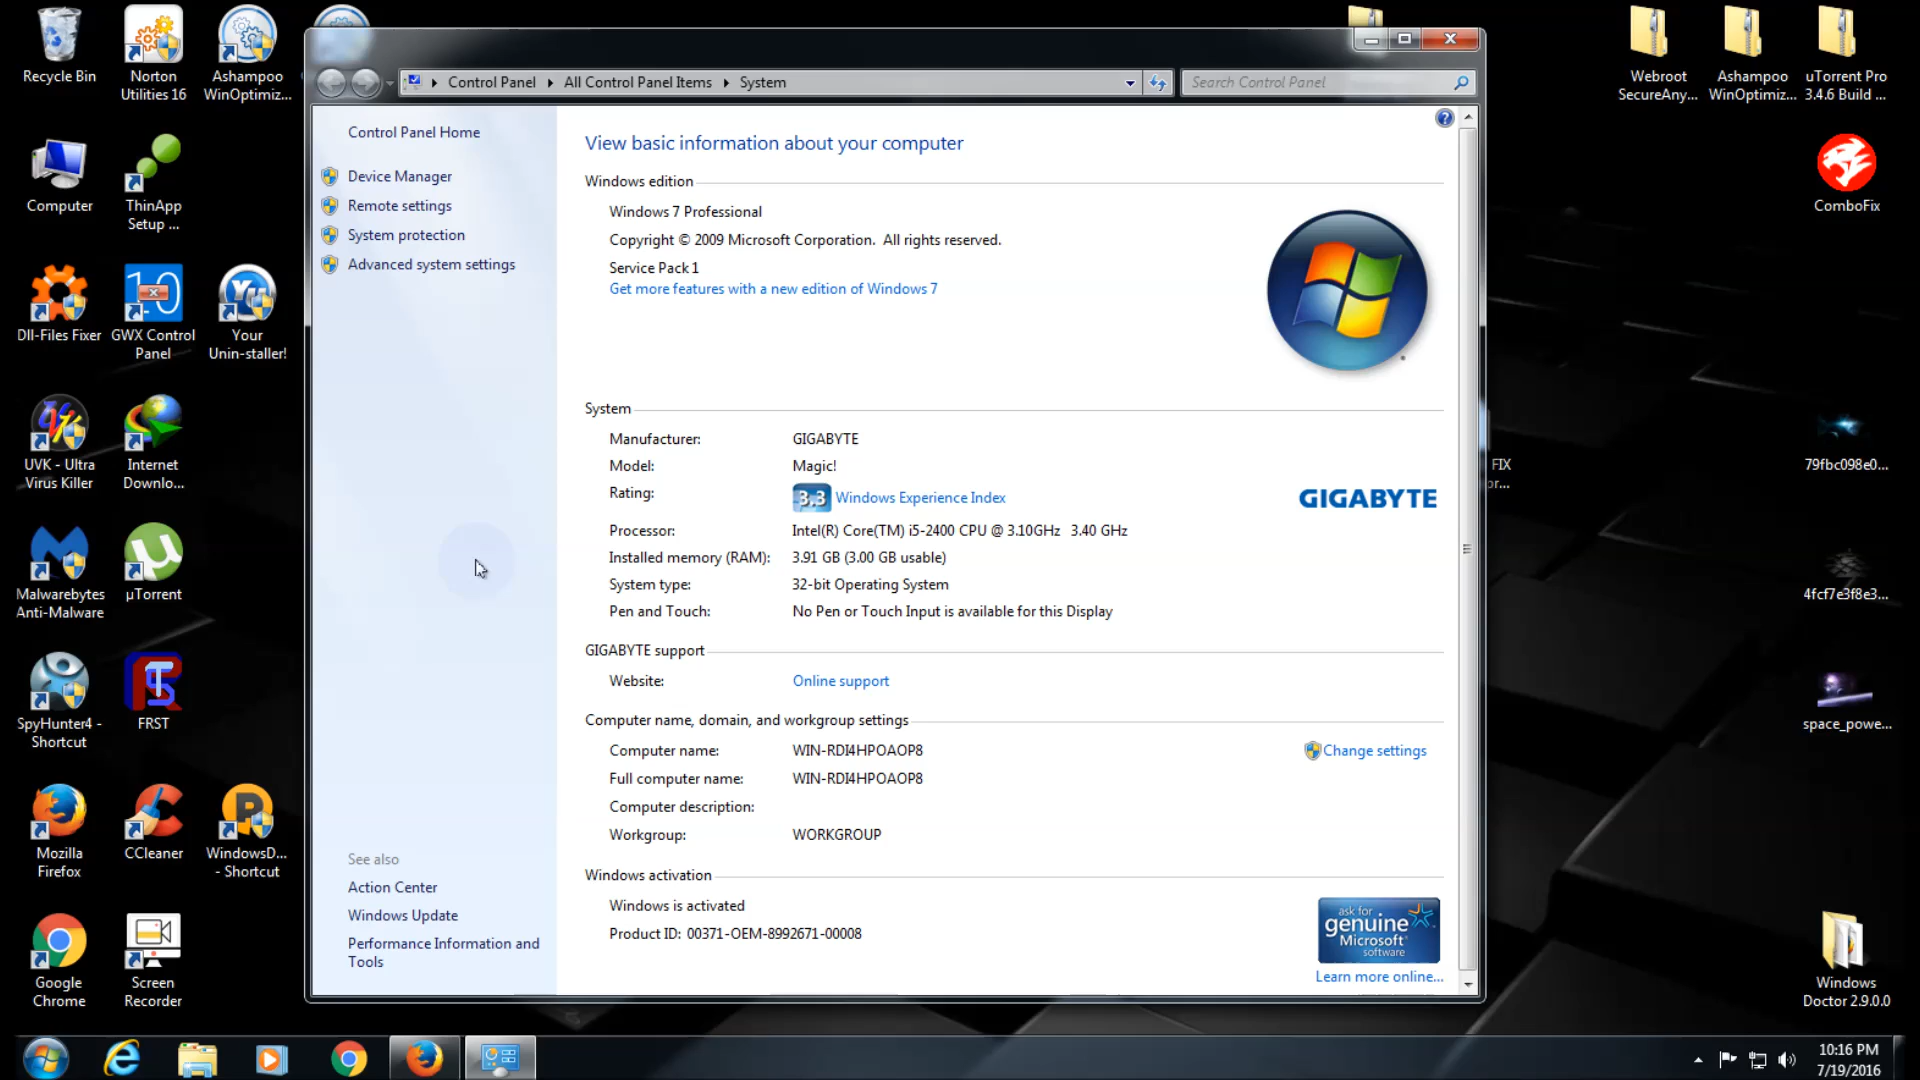 Recycle Bin
Norton
Utilities 16
Ashampoo
WinOptimiz...
Computer
ThinApp
Setup ...
Dll-Files Fixer
10
GWX Control
Panel
Your
Unin-staller!
UVK - Ultra
Virus Killer
Internet
Downlo...
Malwarebytes
Anti-Malware
µTorrent
SpyHunter4 -
Shortcut
FRST
Mozilla
Firefox
CCleaner
WindowsD...
- Shortcut
Google
Chrome
Screen
Recorder
Control Panel
All Control Panel Items
System
Search Control Panel
Control Panel Home
Device Manager
Remote settings
System protection
Advanced system settings
See also
Action Center
Windows Update
Performance Information and
Tools
View basic information about your computer
Windows edition
Windows 7 Professional
Copyright © 2009 Microsoft Corporation.  All rights reserved.
Service Pack 1
Get more features with a new edition of Windows 7
System
Manufacturer: GIGABYTE
Model: Magic!
Rating: 3.3 Windows Experience Index
GIGABYTE
Processor: Intel(R) Core(TM) i5-2400 CPU @ 3.10GHz  3.40 GHz
Installed memory (RAM): 3.91 GB (3.00 GB usable)
System type: 32-bit Operating System
Pen and Touch: No Pen or Touch Input is available for this Display
GIGABYTE support
Website: Online support
Computer name, domain, and workgroup settings
Computer name: WIN-RDI4HPOAOP8
Change settings
Full computer name: WIN-RDI4HPOAOP8
Computer description:
Workgroup: WORKGROUP
Windows activation
Windows is activated
Product ID: 00371-OEM-8992671-00008
ask for
genuine
Microsoft
software
Learn more online...
Webroot
SecureAny...
Ashampoo
WinOptimiz...
uTorrent Pro
3.4.6 Build ...
ComboFix
FIX
pr...
79fbc098e0...
4fcf7e3f8e3...
space_powe...
Windows
Doctor 2.9.0.0
10:16 PM
7/19/2016